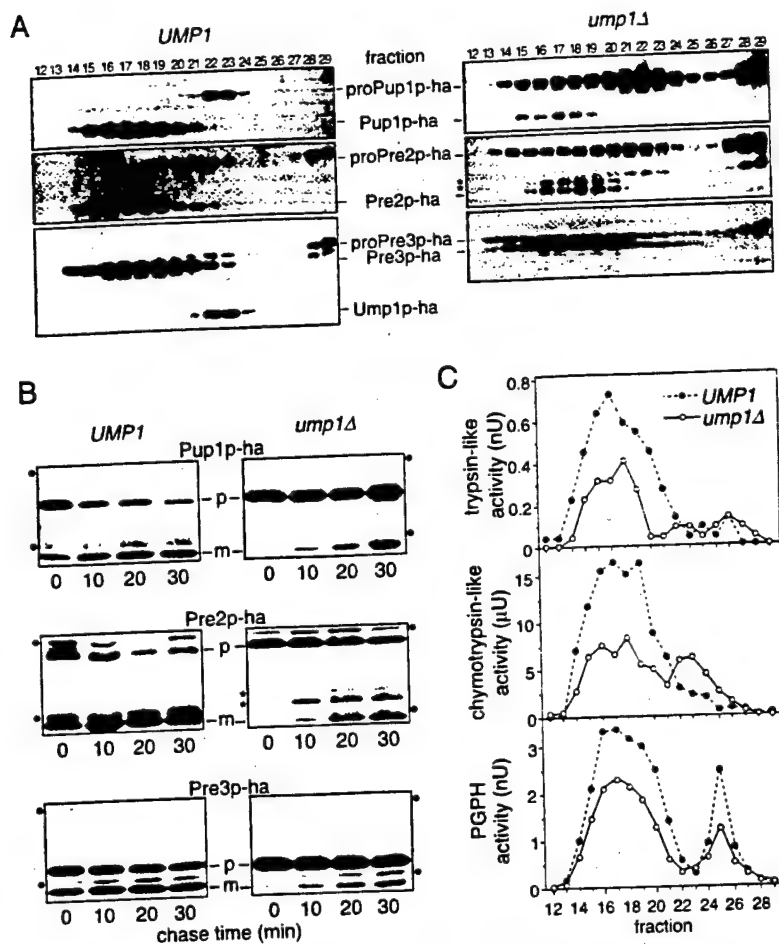 A
UMP1
ump1Δ
12 13 14 15 16 17 18 19 20 21 22 23 24 25 26 27 28 29
fraction
12 13 14 15 16 17 18 19 20 21 22 23 24 25 26 27 28 29
proPup1p-ha
Pup1p-ha
proPre2p-ha
Pre2p-ha
proPre3p-ha
Pre3p-ha
Ump1p-ha
B
UMP1
ump1Δ
Pup1p-ha
p
m
0 10 20 30
0 10 20 30
Pre2p-ha
p
m
0 10 20 30
0 10 20 30
Pre3p-ha
p
m
0 10 20 30
0 10 20 30
chase time (min)
C
UMP1
ump1Δ
trypsin-like
activity (nU)
0.8
0.6
0.4
0.2
0
chymotrypsin-like
activity (μU)
15
10
5
0
PGPH
activity (nU)
3
2
1
0
12 14 16 18 20 22 24 26 28
fraction